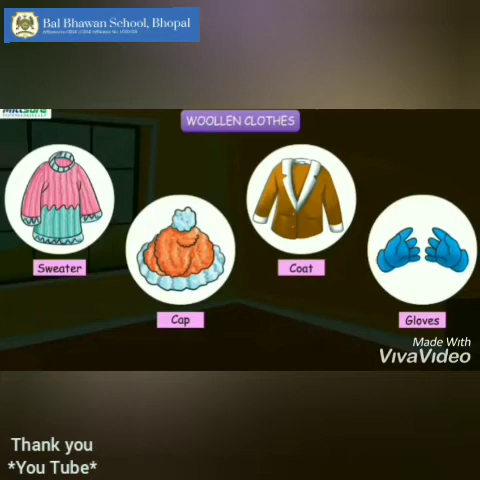 Bal Bhawan School, Bhopal
WOOLLEN CLOTHES
Sweater
Cap
Coat
Gloves
Made With
VivaVideo
Thank you
*You Tube*